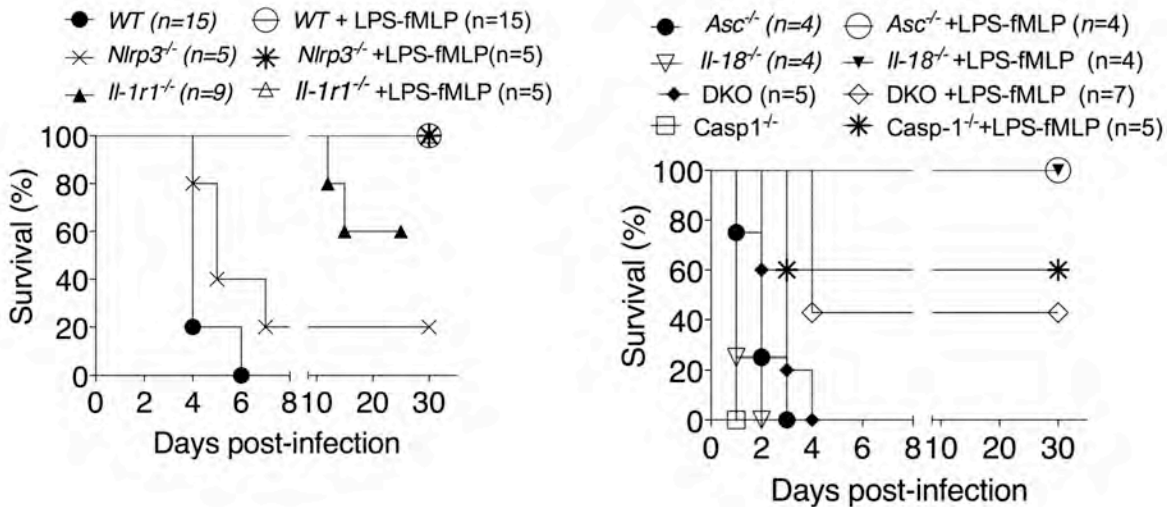 WT (n=15) WT + LPS-fMLP (n=15)
Nlrp3-/- (n=5) Nlrp3-/- +LPS-fMLP(n=5)
Il-1r1-/- (n=9) Il-1r1-/- +LPS-fMLP (n=5)
100
80
60
40
20
0
Survival (%)
0 2 4 6 8 10 20 30
Days post-infection
Asc-/- (n=4) Asc-/- +LPS-fMLP (n=4)
Il-18-/- (n=4) Il-18-/- +LPS-fMLP (n=4)
DKO (n=5) DKO +LPS-fMLP (n=7)
Casp1-/- Casp-1-/-+LPS-fMLP (n=5)
100
80
60
40
20
0
Survival (%)
0 2 4 6 8 10 20 30
Days post-infection